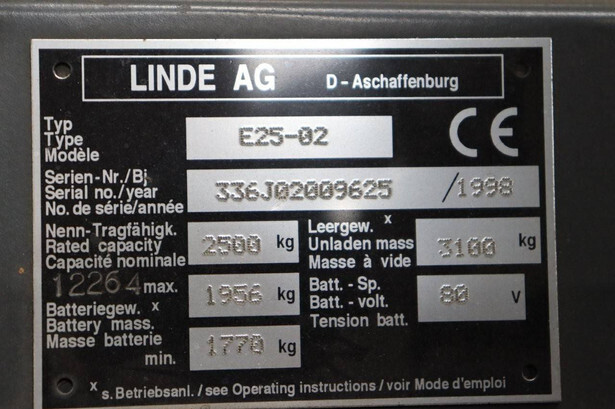 LINDE AG D-Aschaffenburg
Typ
Type E25-02
Modèle
Serien-Nr./Bj
Serial no./year 336J02009625 /1998
No. de série/année
Nenn-Tragfähigk.
Rated capacity 2500 kg
Capacité nominale
Leergew. x
Unladen mass 3100 kg
Masse à vide
12264 max. 1956 kg
Batteriegew. x
Battery mass.
Masse batterie
min. 1770 kg
Batt.-Sp.
Batt.-volt. 80 V
Tension batt.
x s. Betriebsanl./see Operating instructions/voir Mode d'emploi
CE